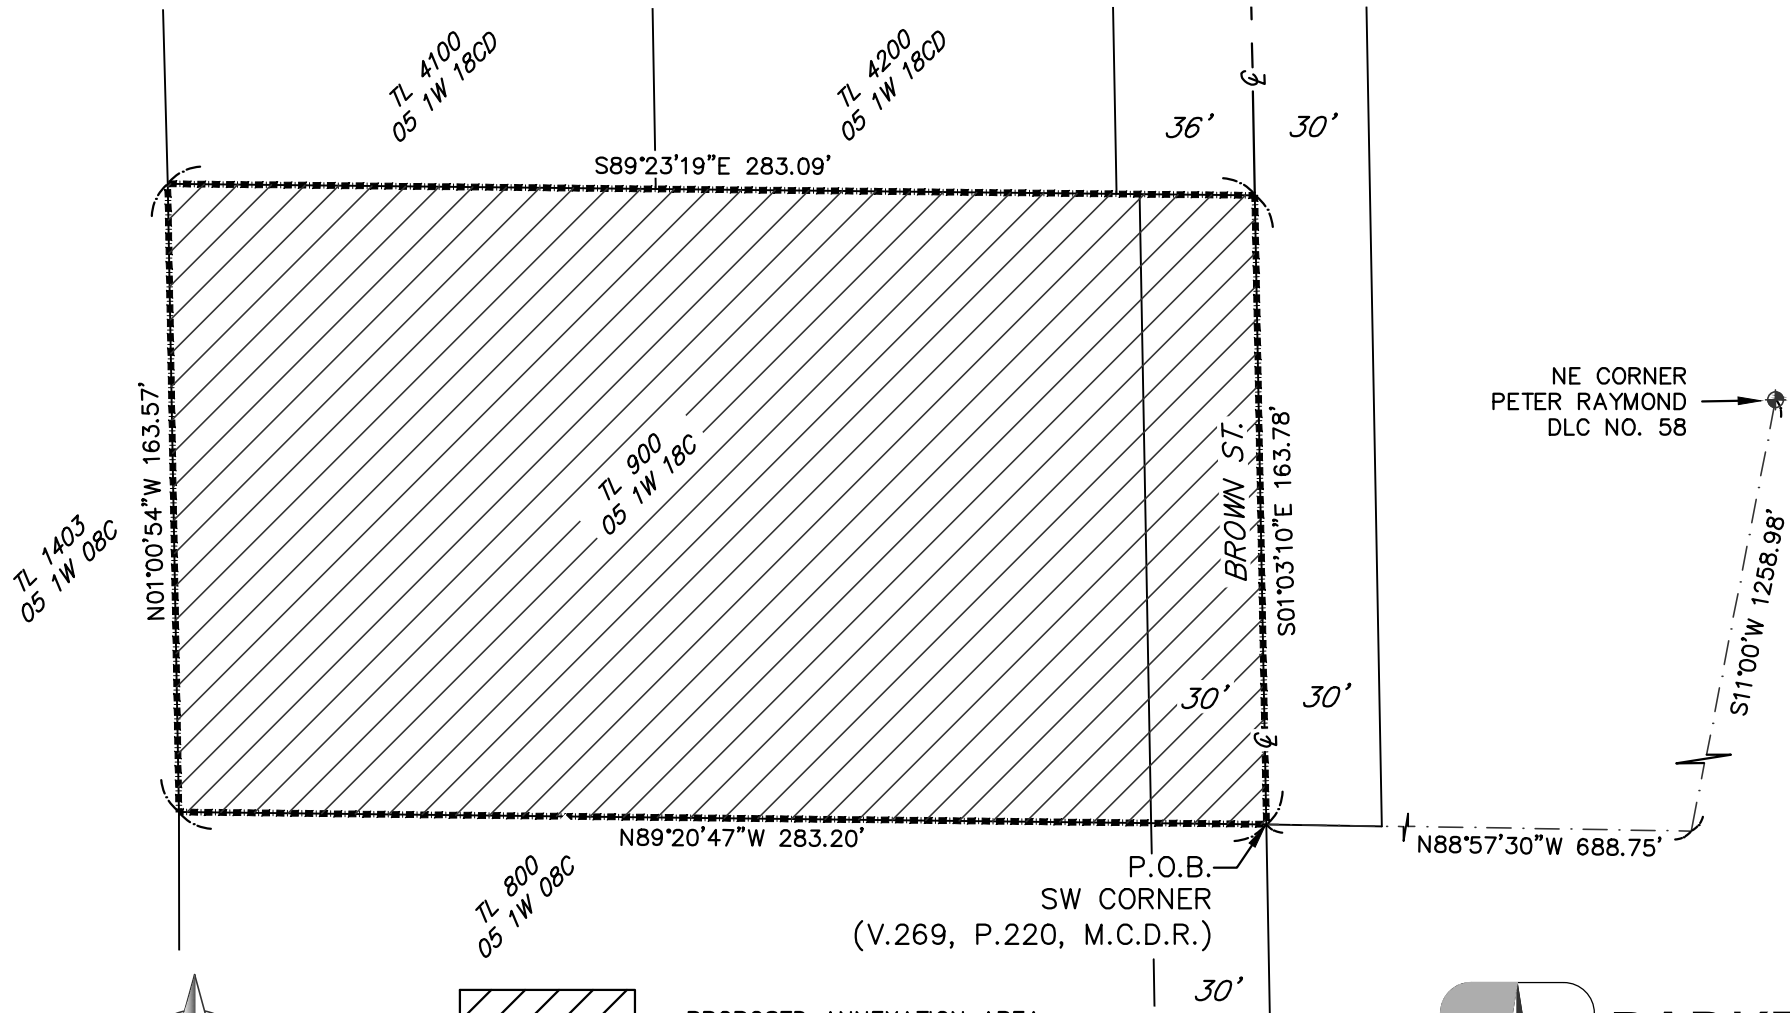 TL 4100
05 1W 18CD
TL 4200
05 1W 18CD
℄
36'
30'
S89°23'19"E 283.09'
N01°00'54"W 163.57'
TL 1403
05 1W 08C
TL 900
05 1W 18C
BROWN ST.
S01°03'10"E 163.78'
NE CORNER
PETER RAYMOND
DLC NO. 58
S11°00'W 1258.98'
30'
30'
℄
N89°20'47"W 283.20'
N88°57'30"W 688.75'
TL 800
05 1W 08C
P.O.B.
SW CORNER
(V.269, P.220, M.C.D.R.)
30'
PROPOSED ANNEXATION AREA